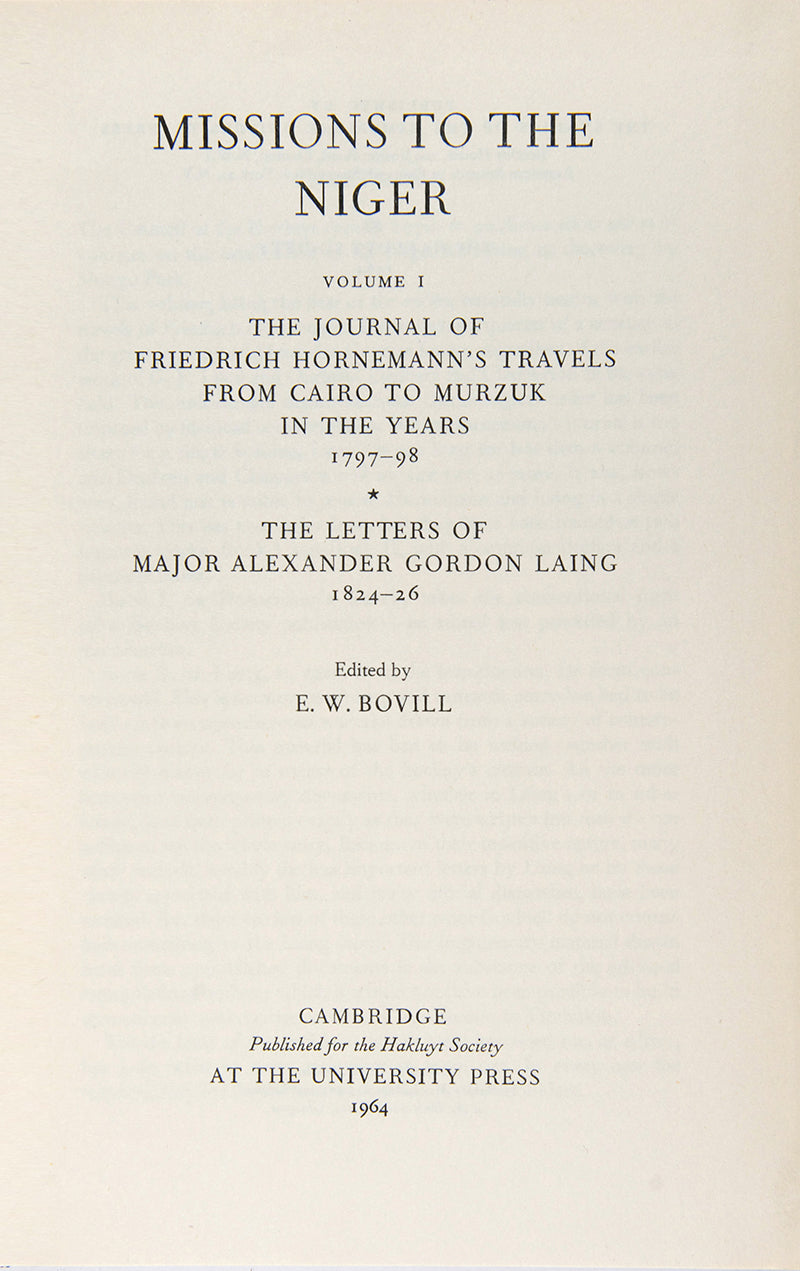 MISSIONS TO THE
NIGER
VOLUME I
THE JOURNAL OF
FRIEDRICH HORNEMANN'S TRAVELS
FROM CAIRO TO MURZUK
IN THE YEARS
1797–98
★
THE LETTERS OF
MAJOR ALEXANDER GORDON LAING
1824–26
Edited by
E. W. BOVILL
CAMBRIDGE
Published for the Hakluyt Society
AT THE UNIVERSITY PRESS
1964